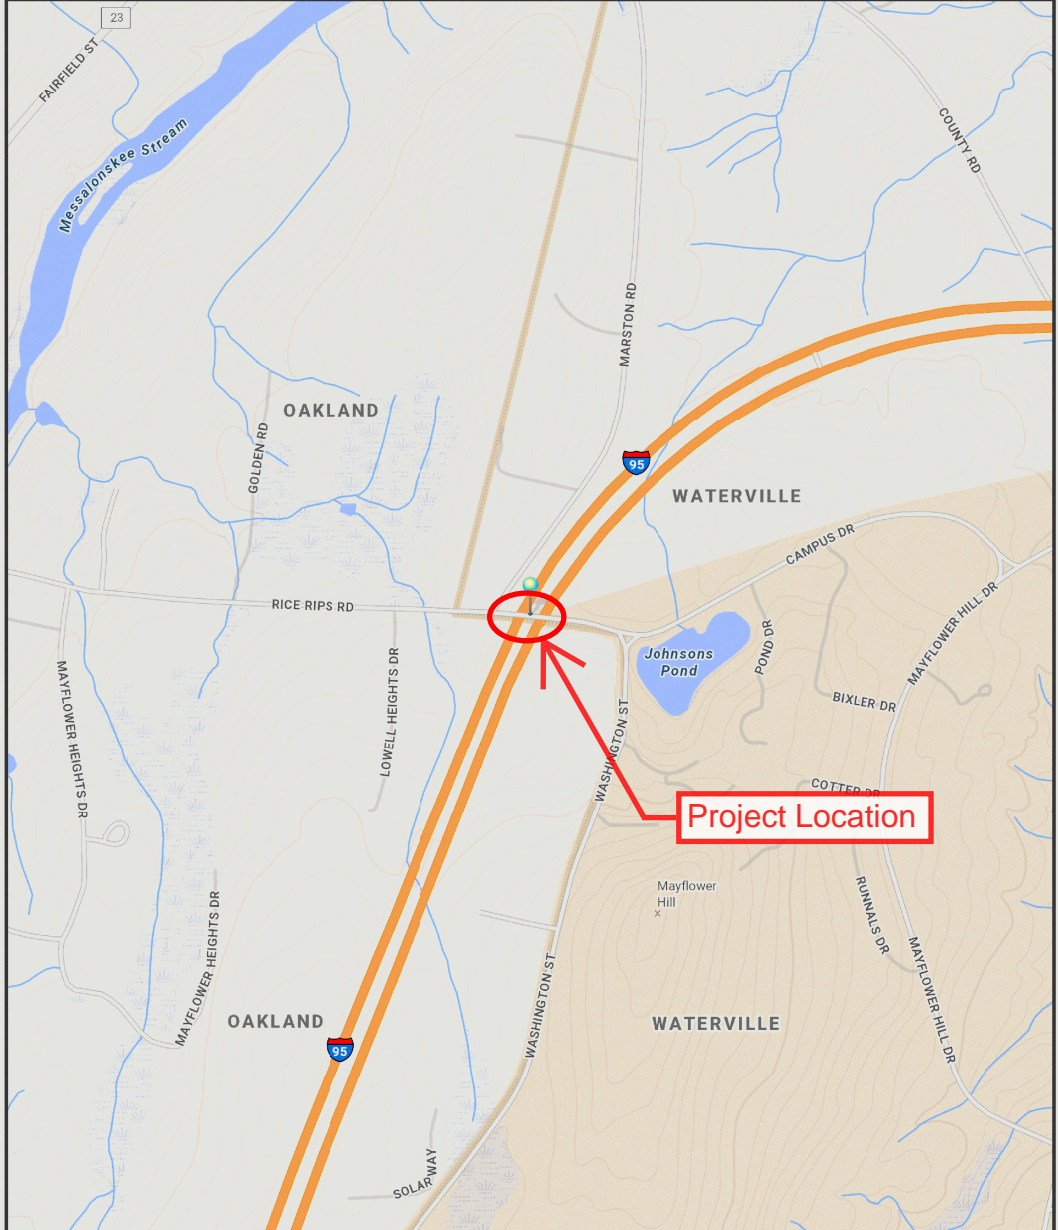 23
FAIRFIELD ST
Messalonskee Stream
COUNTY RD
MARSTON RD
OAKLAND
GOLDEN RD
95
WATERVILLE
CAMPUS DR
RICE RIPS RD
MAYFLOWER HILL DR
Johnsons
Pond
POND DR
MAYFLOWER HEIGHTS DR
LOWELL HEIGHTS DR
WASHINGTON ST
BIXLER DR
COTTER DR
Project Location
Mayflower
Hill
RUNNALS DR
MAYFLOWER HEIGHTS DR
WASHINGTON ST
MAYFLOWER HILL DR
OAKLAND
WATERVILLE
95
SOLAR WAY